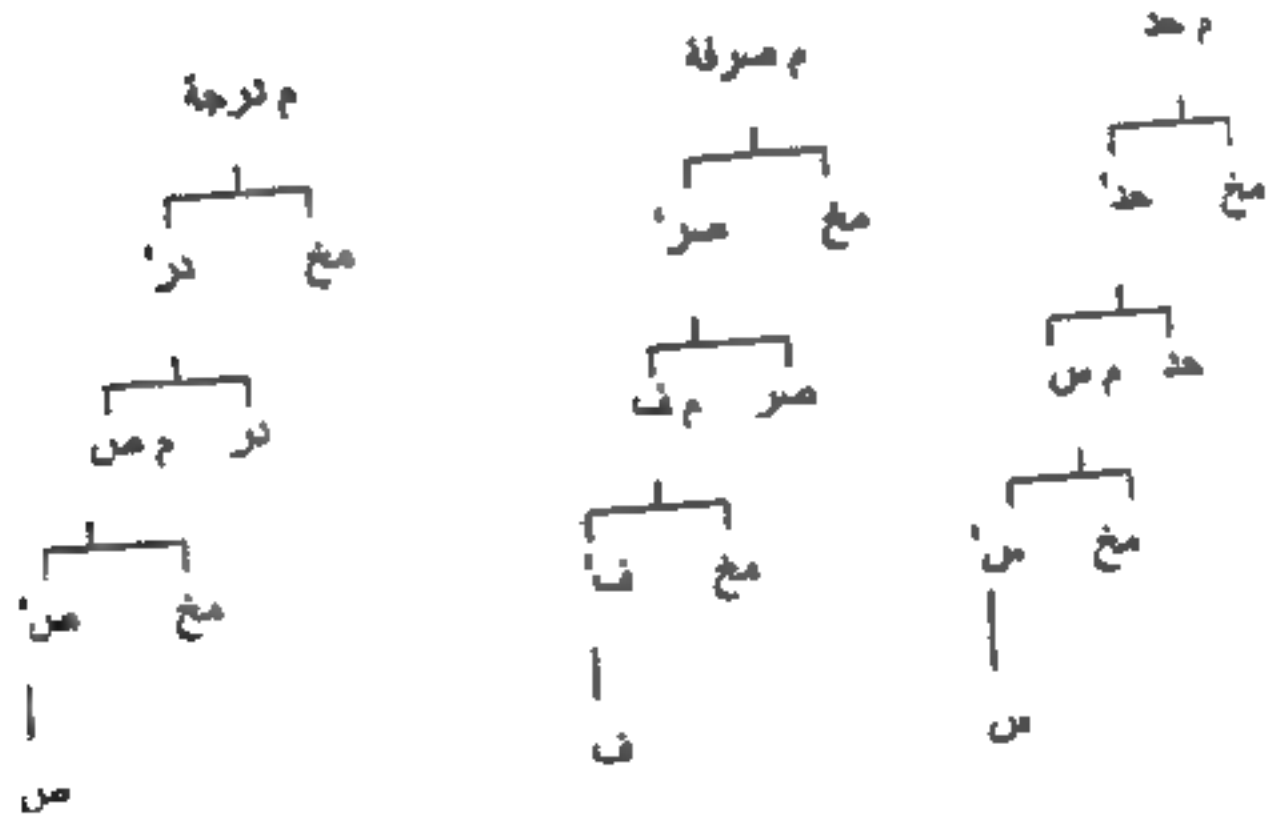 م حد
مخ حد'
حد م س
مخ س'
س
م صرفة
مخ صر'
صر م ف
مخ ف'
ف
م درجة
مخ در'
در م ص
مخ ص'
ص